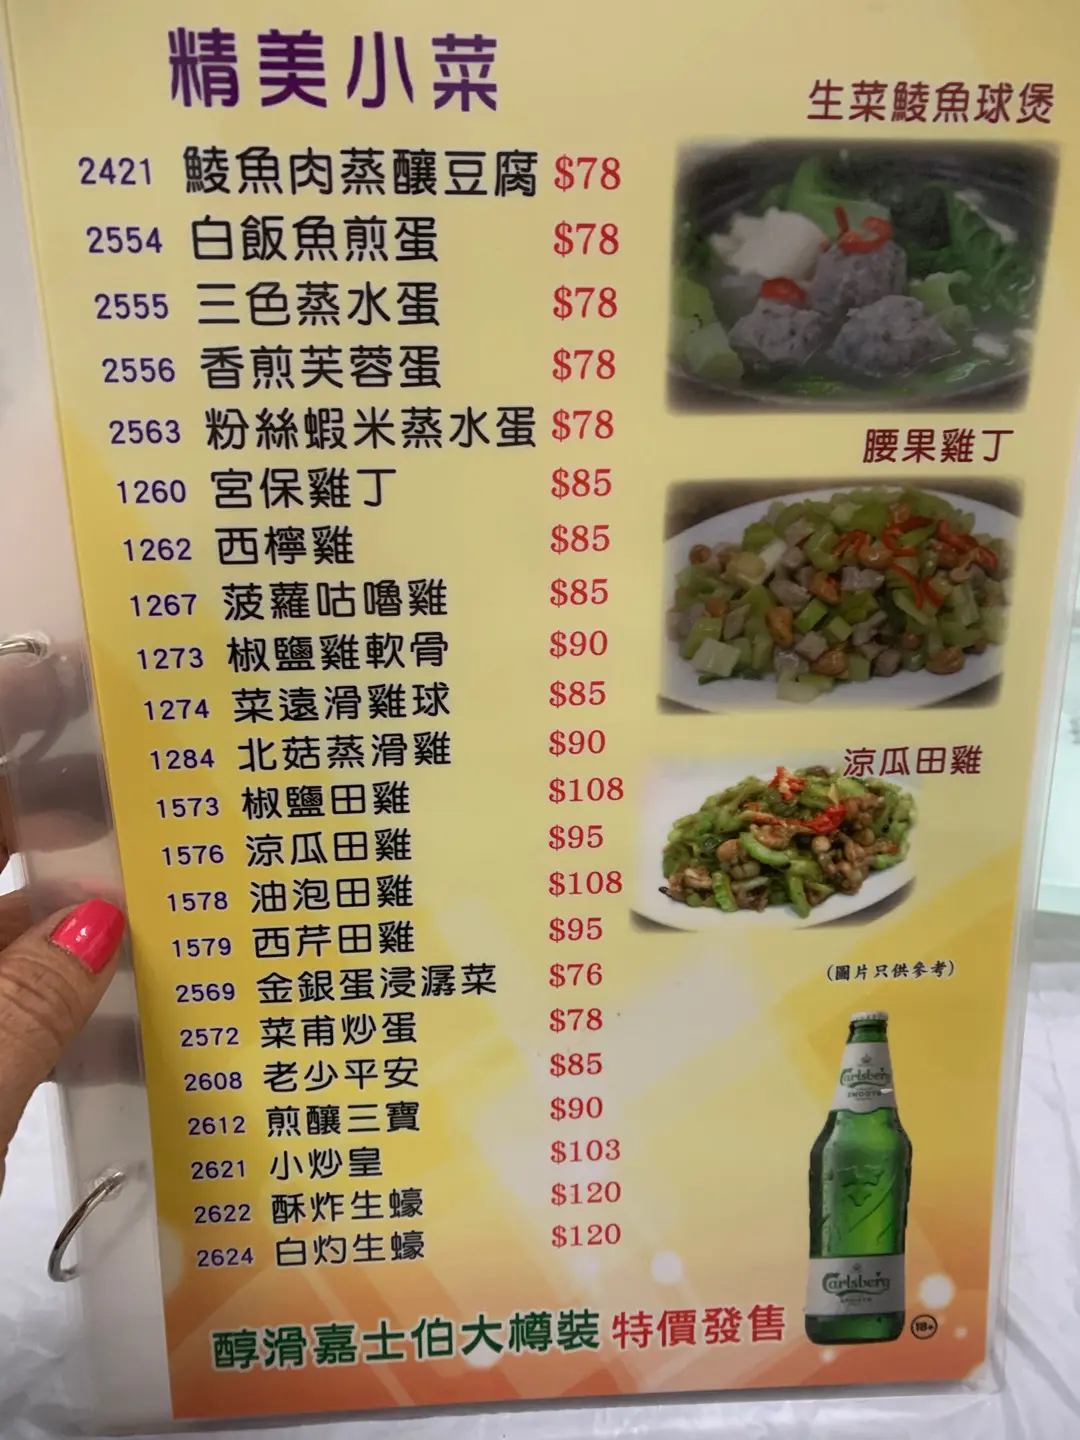 精美小菜
2421 鯪魚肉蒸釀豆腐 $78
2554 白飯魚煎蛋 $78
2555 三色蒸水蛋 $78
2556 香煎芙蓉蛋 $78
2563 粉絲蝦米蒸水蛋 $78
1260 宮保雞丁 $85
1262 西檸雞 $85
1267 菠蘿咕嚕雞 $85
1273 椒鹽雞軟骨 $90
1274 菜遠滑雞球 $85
1284 北菇蒸滑雞 $90
1573 椒鹽田雞 $108
1576 涼瓜田雞 $95
1578 油泡田雞 $108
1579 西芹田雞 $95
2569 金銀蛋浸潺菜 $76
2572 菜甫炒蛋 $78
2608 老少平安 $85
2612 煎釀三寶 $90
2621 小炒皇 $103
2622 酥炸生蠔 $120
2624 白灼生蠔 $120
生菜鯪魚球煲
腰果雞丁
涼瓜田雞
(圖片只供參考)
Carlsberg
SMOOTH
Carlsberg
18+
醇滑嘉士伯大樽裝 特價發售